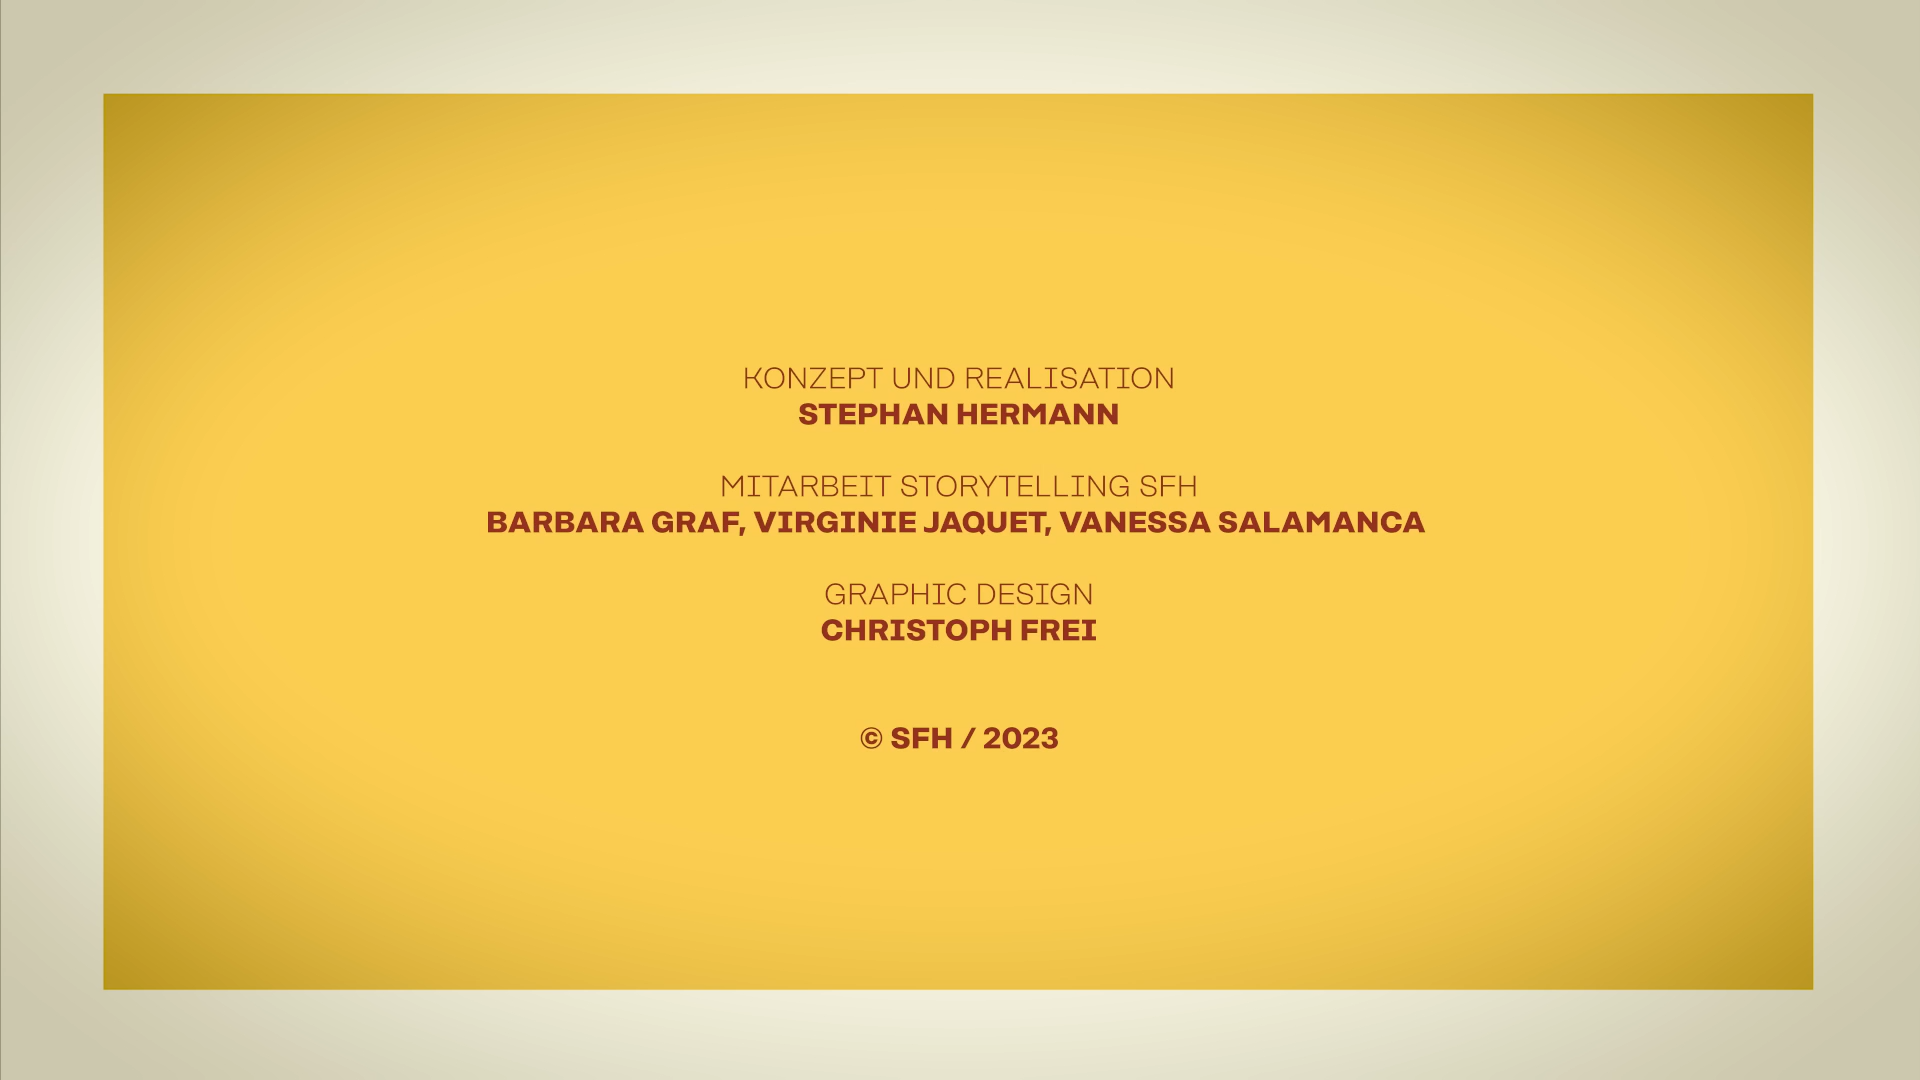 KONZEPT UND REALISATION
STEPHAN HERMANN
MITARBEIT STORYTELLING SFH
BARBARA GRAF, VIRGINIE JAQUET, VANESSA SALAMANCA
GRAPHIC DESIGN
CHRISTOPH FREI
© SFH / 2023